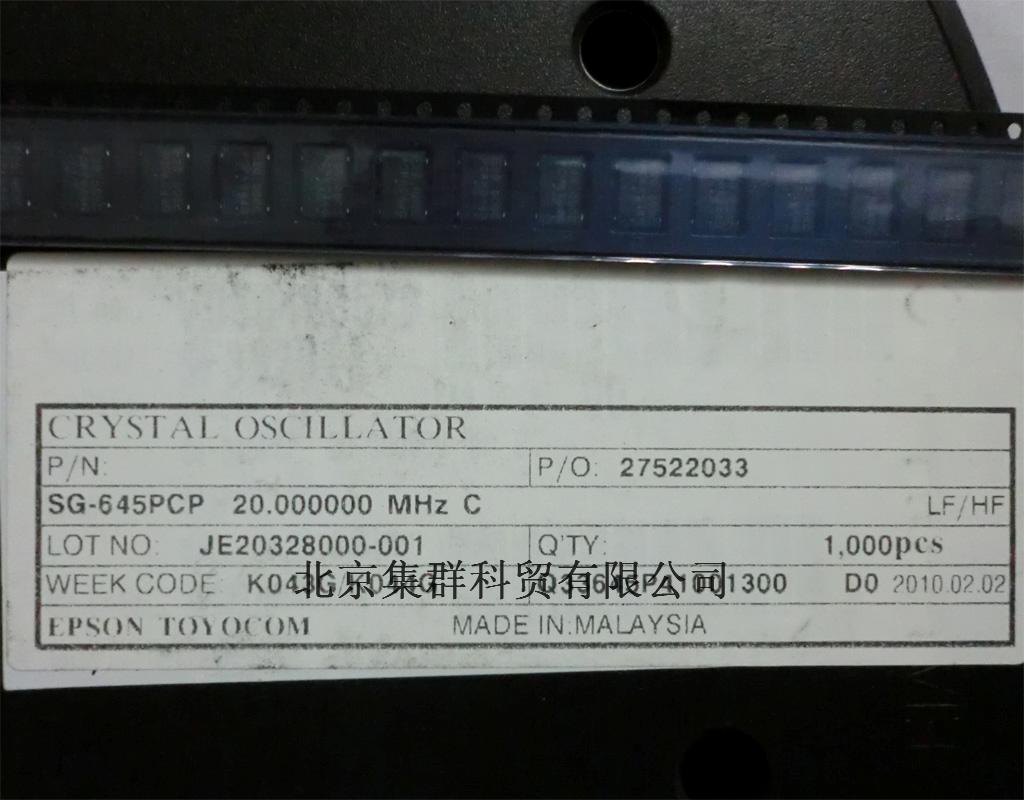 CRYSTAL OSCILLATOR
P/N: P/O: 27522033
SG-645PCP 20.000000 MHz C LF/HF
LOT NO: JE20328000-001 Q'TY: 1,000pcs
WEEK CODE D0 2010.02.02
北京集群科贸有限公司
EPSON TOYOCOM MADE IN:MALAYSIA